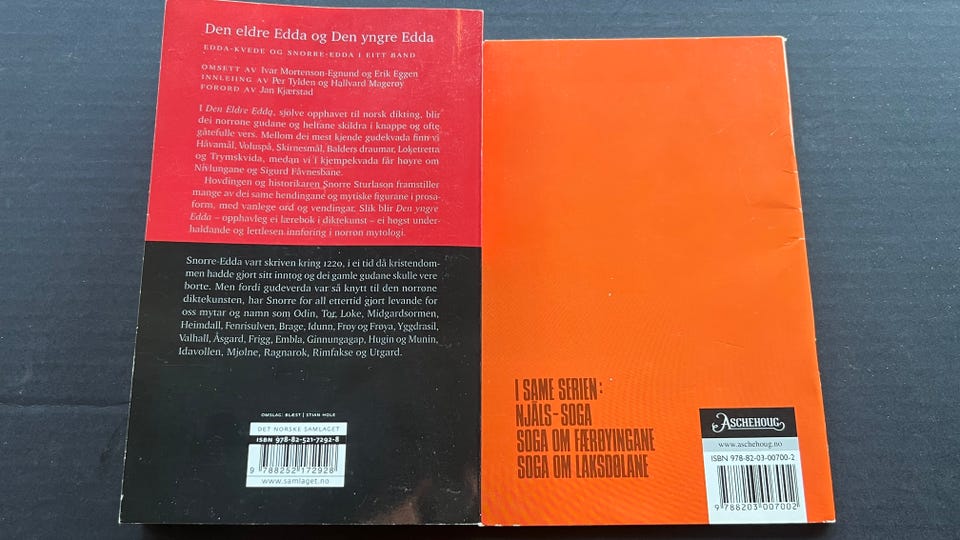 Den eldre Edda og Den yngre Edda
EDDA-KVEDE OG SNORRE-EDDA I EITT BAND
OMSETT AV Ivar Mortenson-Egnund og Erik Eggen
INNLEIING AV Per Tylden og Hallvard Magerøy
FORORD AV Jan Kjærstad
I Den Eldre Edda, sjølve opphavet til norsk dikting, blir
dei norrøne gudane og heltane skildra i knappe og ofte
gåtefulle vers. Mellom dei mest kjende gudekvada finn vi
Håvamål, Voluspå, Skirnesmål, Balders draumar, Loketretta
og Trymskvida, medan vi i kjempekvada får høyre om
Nivlungane og Sigurd Fåvnesbane.
Hovdingen og historikaren Snorre Sturlason framstiller
mange av dei same hendingane og mytiske figurane i prosa-
form, med vanlege ord og vendingar. Slik blir Den yngre
Edda – opphavleg ei lærebok i diktekunst – ei høgst under-
haldande og lettlesen innføring i norrøn mytologi.
Snorre-Edda vart skriven kring 1220, i ei tid då kristendom-
men hadde gjort sitt inntog og dei gamle gudane skulle vere
borte. Men fordi gudeverda var så knytt til den norrøne
diktekunsten, har Snorre for all ettertid gjort levande for
oss mytar og namn som Odin, Tor, Loke, Midgardsormen,
Heimdall, Fenrisulven, Brage, Idunn, Frøy og Frøya, Yggdrasil,
Valhall, Åsgard, Frigg, Embla, Ginnungagap, Hugin og Munin,
Idavollen, Mjølne, Ragnarok, Rimfakse og Utgard.
OMSLAG: BLÆST | STIAN HOLE
DET NORSKE SAMLAGET
ISBN 978-82-521-7292-8
9 788252 172928
www.samlaget.no
I SAME SERIEN:
NJÅLS-SOGA
SOGA OM FÆRØYINGANE
SOGA OM LAKSDØLANE
ASCHEHOUG
www.aschehoug.no
ISBN 978-82-03-00700-2
9 788203 007002